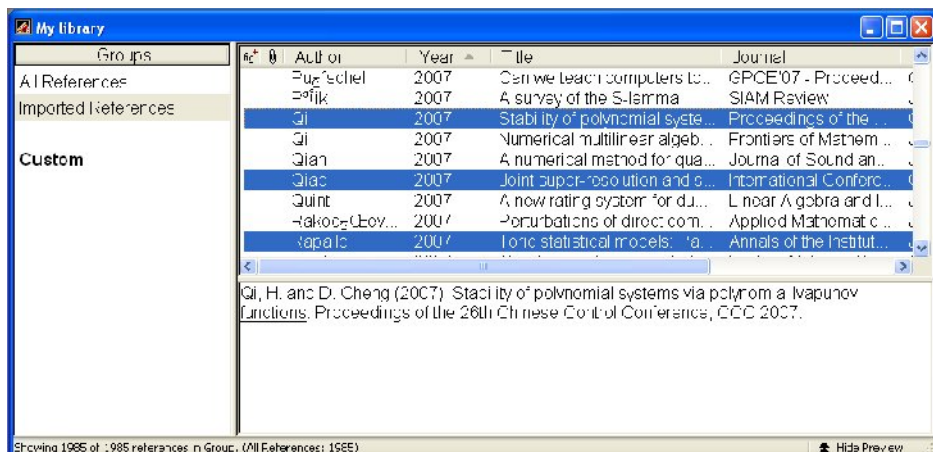 My library
Groups
Author Year Title Journal
All References
Imported References
Custom
2007 Can we teach computers to... GPCE'07 - Proceed...
2007 A survey of the S-lemma SIAM Review
Qi 2007 Stability of polynomial syste... Proceedings of the ...
Qi 2007 Numerical multilinear algeb... Frontiers of Mathem...
Qian 2007 A numerical method for qua... Journal of Sound an...
Qiao 2007 Joint super-resolution and s... International Conferc...
Quint 2007 A new rating system for du... Linear Algebra and I...
2007 Perturbations of direct com... Applied Mathematic...
Rapallo 2007 Toric statistical models: Pa... Annals of the Institut...
Qi, H. and D. Cheng (2007). Stability of polynomial systems via polynomial lyapunov
functions. Proceedings of the 26th Chinese Control Conference, CCC 2007.
Showing 1985 of 1985 references in Group. (All References: 1985)
Hide Preview